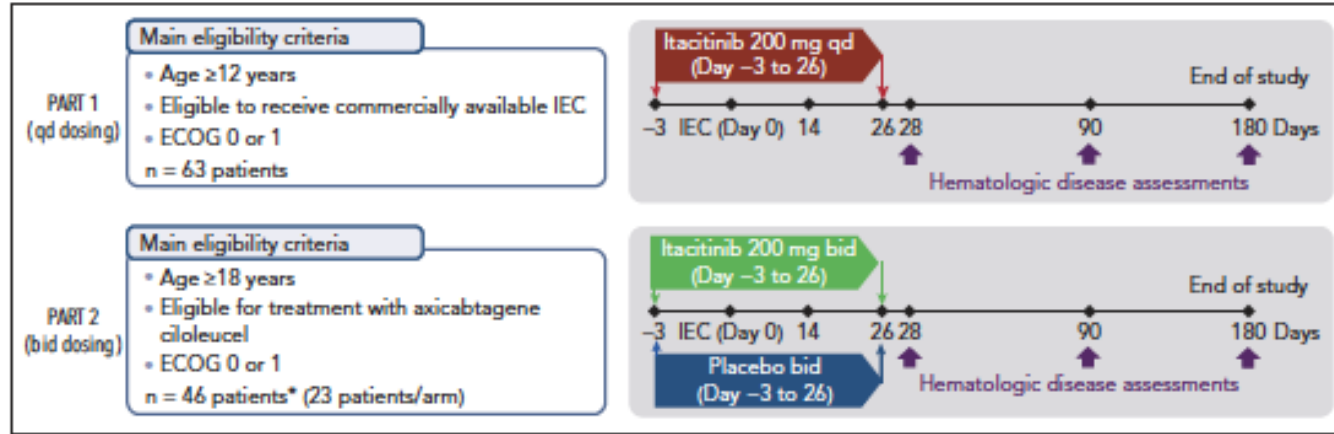 Main eligibility criteria
PART 1
(qd dosing)
• Age ≥12 years
• Eligible to receive commercially available IEC
• ECOG 0 or 1
n = 63 patients
Itacitinib 200 mg qd
(Day –3 to 26)
End of study
–3 IEC (Day 0) 14 26 28 90 180 Days
Hematologic disease assessments
Main eligibility criteria
PART 2
(bid dosing)
• Age ≥18 years
• Eligible for treatment with axicabtagene
ciloleucel
• ECOG 0 or 1
n = 46 patients* (23 patients/arm)
Itacitinib 200 mg bid
(Day –3 to 26)
End of study
–3 IEC (Day 0) 14 26 28 90 180 Days
Placebo bid
(Day –3 to 26)
Hematologic disease assessments